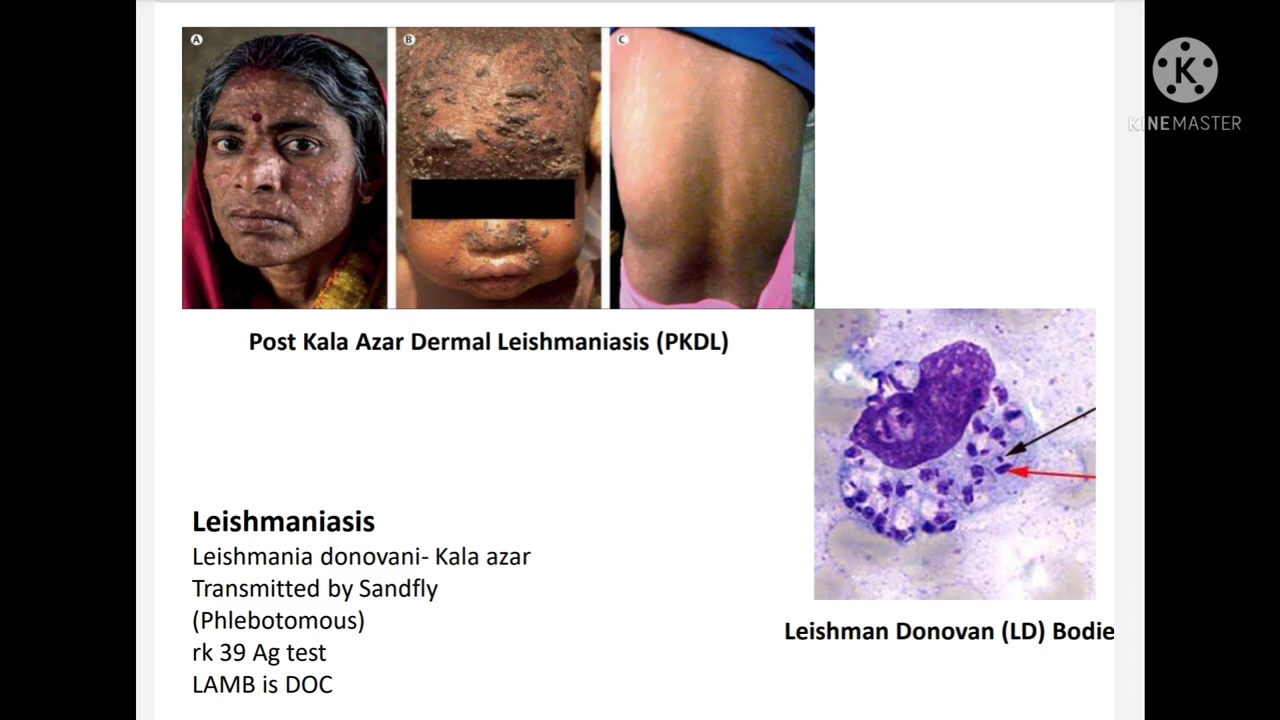 A
B
C
K
KINEMASTER
Post Kala Azar Dermal Leishmaniasis (PKDL)
Leishman Donovan (LD) Bodie
Leishmaniasis
Leishmania donovani- Kala azar
Transmitted by Sandfly
(Phlebotomous)
rk 39 Ag test
LAMB is DOC